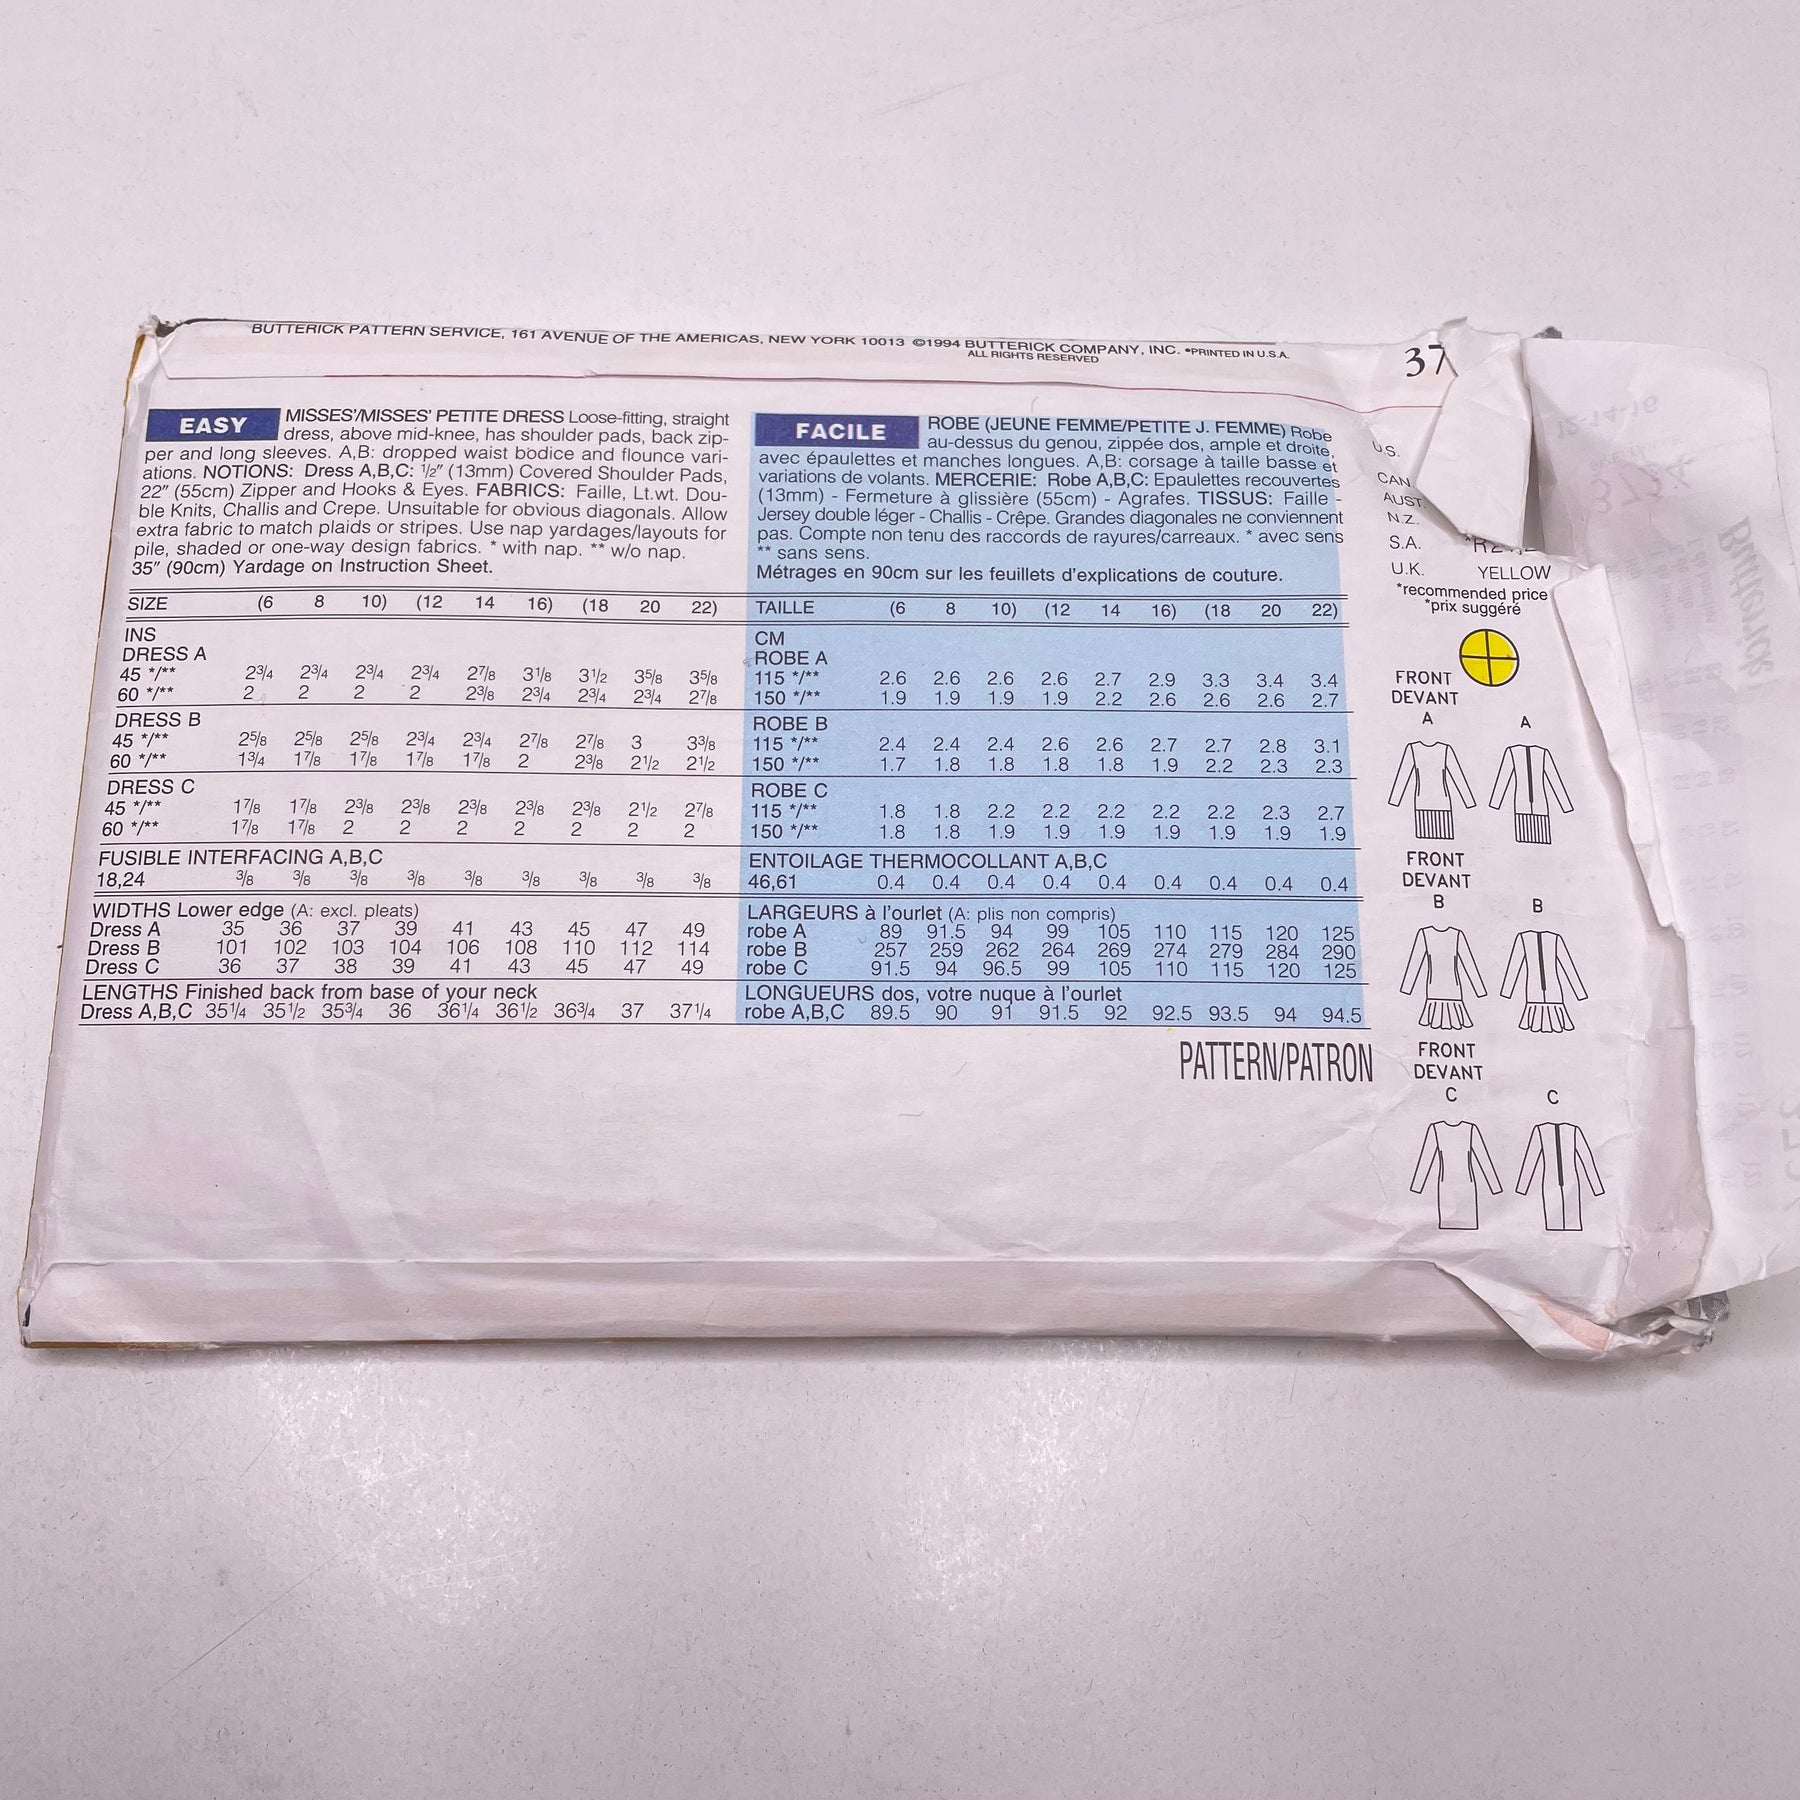 BUTTERICK PATTERN SERVICE, 161 AVENUE OF THE AMERICAS, NEW YORK 10013 ©1994 BUTTERICK COMPANY, INC. •PRINTED IN U.S.A.
ALL RIGHTS RESERVED
37
EASY
MISSES'/MISSES' PETITE DRESS Loose-fitting, straight
dress, above mid-knee, has shoulder pads, back zip-
per and long sleeves. A,B: dropped waist bodice and flounce vari-
ations. NOTIONS: Dress A,B,C: 1/2" (13mm) Covered Shoulder Pads,
22" (55cm) Zipper and Hooks & Eyes. FABRICS: Faille, Lt.wt. Dou-
ble Knits, Challis and Crepe. Unsuitable for obvious diagonals. Allow
extra fabric to match plaids or stripes. Use nap yardages/layouts for
pile, shaded or one-way design fabrics. * with nap. ** w/o nap.
35" (90cm) Yardage on Instruction Sheet.
SIZE (6 8 10) (12 14 16) (18 20 22)
INS
DRESS A
45 */** 2 3/4 2 3/4 2 3/4 2 3/4 2 7/8 3 1/8 3 1/2 3 5/8 3 5/8
60 */** 2 2 2 2 2 3/8 2 3/4 2 3/4 2 3/4 2 7/8
DRESS B
45 */** 2 5/8 2 5/8 2 5/8 2 3/4 2 3/4 2 7/8 2 7/8 3 3 3/8
60 */** 1 3/4 1 7/8 1 7/8 1 7/8 1 7/8 2 2 3/8 2 1/2 2 1/2
DRESS C
45 */** 1 7/8 1 7/8 2 3/8 2 3/8 2 3/8 2 3/8 2 3/8 2 1/2 2 7/8
60 */** 1 7/8 1 7/8 2 2 2 2 2 2 2
FUSIBLE INTERFACING A,B,C
18,24 3/8 3/8 3/8 3/8 3/8 3/8 3/8 3/8 3/8
WIDTHS Lower edge (A: excl. pleats)
Dress A 35 36 37 39 41 43 45 47 49
Dress B 101 102 103 104 106 108 110 112 114
Dress C 36 37 38 39 41 43 45 47 49
LENGTHS Finished back from base of your neck
Dress A,B,C 35 1/4 35 1/2 35 3/4 36 36 1/4 36 1/2 36 3/4 37 37 1/4
FACILE
ROBE (JEUNE FEMME/PETITE J. FEMME) Robe
au-dessus du genou, zippée dos, ample et droite,
avec épaulettes et manches longues. A,B: corsage à taille basse et
variations de volants. MERCERIE: Robe A,B,C: Epaulettes recouvertes
(13mm) - Fermeture à glissière (55cm) - Agrafes. TISSUS: Faille -
Jersey double léger - Challis - Crêpe. Grandes diagonales ne conviennent
pas. Compte non tenu des raccords de rayures/carreaux. * avec sens
** sans sens.
Métrages en 90cm sur les feuillets d'explications de couture.
TAILLE (6 8 10) (12 14 16) (18 20 22)
CM
ROBE A
115 */** 2.6 2.6 2.6 2.6 2.7 2.9 3.3 3.4 3.4
150 */** 1.9 1.9 1.9 1.9 2.2 2.6 2.6 2.6 2.7
ROBE B
115 */** 2.4 2.4 2.4 2.6 2.6 2.7 2.7 2.8 3.1
150 */** 1.7 1.8 1.8 1.8 1.8 1.9 2.2 2.3 2.3
ROBE C
115 */** 1.8 1.8 2.2 2.2 2.2 2.2 2.2 2.3 2.7
150 */** 1.8 1.8 1.9 1.9 1.9 1.9 1.9 1.9 1.9
ENTOILAGE THERMOCOLLANT A,B,C
46,61 0.4 0.4 0.4 0.4 0.4 0.4 0.4 0.4 0.4
LARGEURS à l'ourlet (A: plis non compris)
robe A 89 91.5 94 99 105 110 115 120 125
robe B 257 259 262 264 269 274 279 284 290
robe C 91.5 94 96.5 99 105 110 115 120 125
LONGUEURS dos, votre nuque à l'ourlet
robe A,B,C 89.5 90 91 91.5 92 92.5 93.5 94 94.5
PATTERN/PATRON
U.S.
CAN
AUST.
N.Z.
S.A.
U.K. YELLOW
*recommended price
*prix suggéré
FRONT
DEVANT
A A
FRONT
DEVANT
B B
FRONT
DEVANT
C C